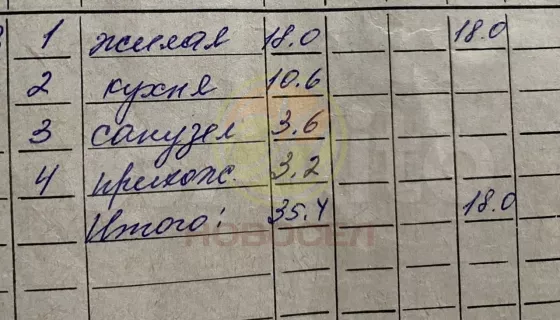 1 жилая 18.0 18.0
2 кухня 10.6
3 санузел 3.6
4 прихож. 3.2
Итого: 35.4 18.0
НОВОСЕЛ